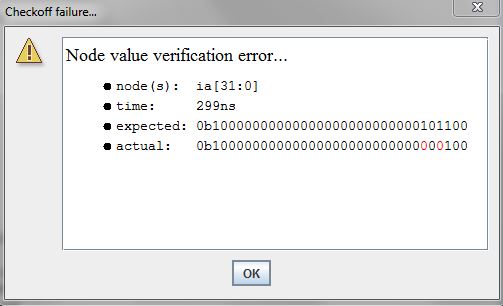 Checkoff failure...
Node value verification error...
node(s): ia[31:0]
time: 299ns
expected: 0b10000000000000000000000000101100
actual: 0b10000000000000000000000000000100
OK